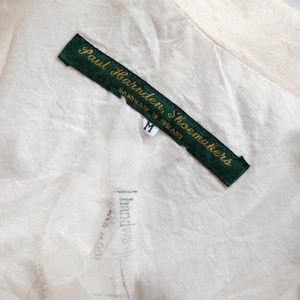 Paul Harnden, Shoemakers
HANDMADE IN ENGLAND
M